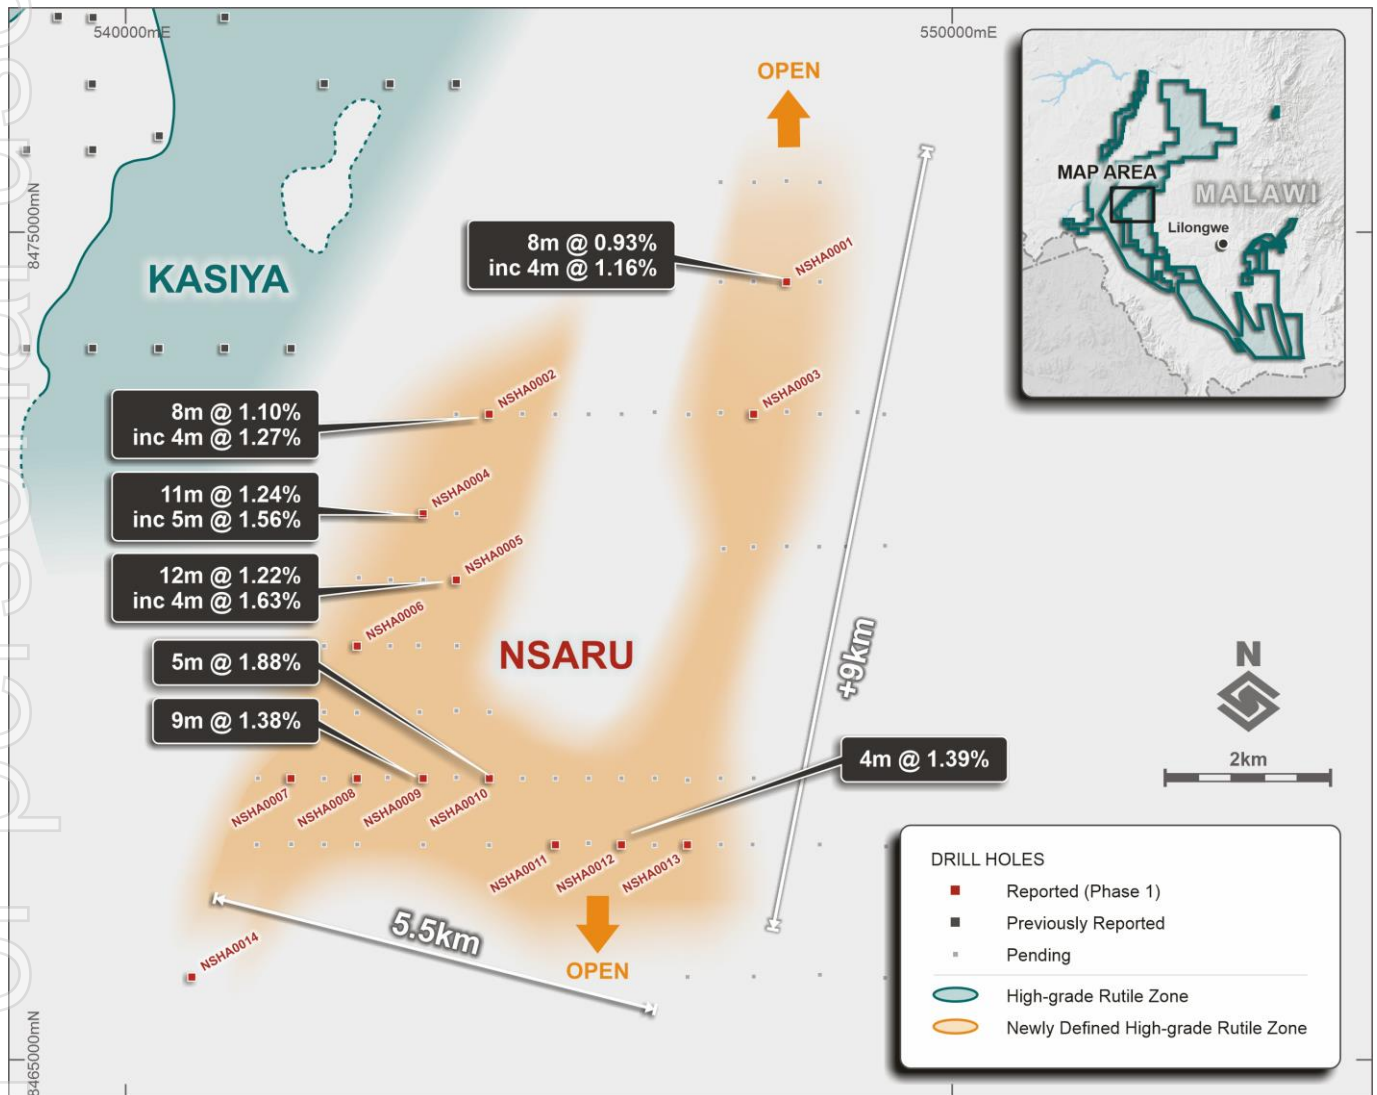 540000mE
550000mE
OPEN
MAP AREA
MALAWI
Lilongwe
8475000mN
KASIYA
8m @ 0.93%
inc 4m @ 1.16%
NSHA0001
8m @ 1.10%
inc 4m @ 1.27%
NSHA0002
NSHA0003
11m @ 1.24%
inc 5m @ 1.56%
NSHA0004
12m @ 1.22%
inc 4m @ 1.63%
NSHA0005
NSHA0006
NSARU
+9km
5m @ 1.88%
9m @ 1.38%
N
2km
4m @ 1.39%
NSHA0007
NSHA0008
NSHA0009
NSHA0010
NSHA0011
NSHA0012
NSHA0013
5.5km
NSHA0014
OPEN
8465000mN
DRILL HOLES
Reported (Phase 1)
Previously Reported
Pending
High-grade Rutile Zone
Newly Defined High-grade Rutile Zone